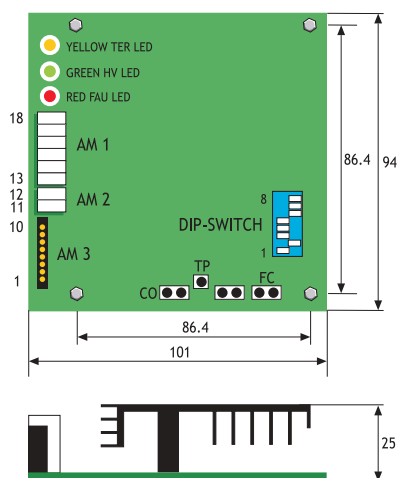 YELLOW TER LED
GREEN HV LED
RED FAU LED
18
AM 1
13
12
AM 2
11
10
AM 3
1
8
DIP-SWITCH
1
TP
CO
FC
86.4
94
86.4
101
25